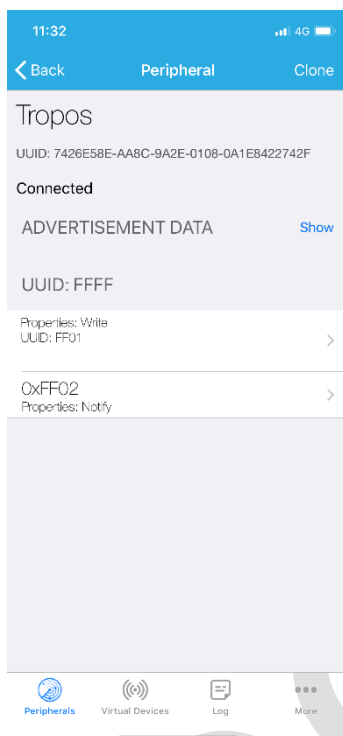 11:32
4G
Back Peripheral Clone
Tropos
UUID: 7426E58E-AA8C-9A2E-0108-0A1E8422742F
Connected
ADVERTISEMENT DATA Show
UUID: FFFF
Properties: Write
UUID: FF01
0xFF02
Properties: Notify
Peripherals Virtual Devices Log More